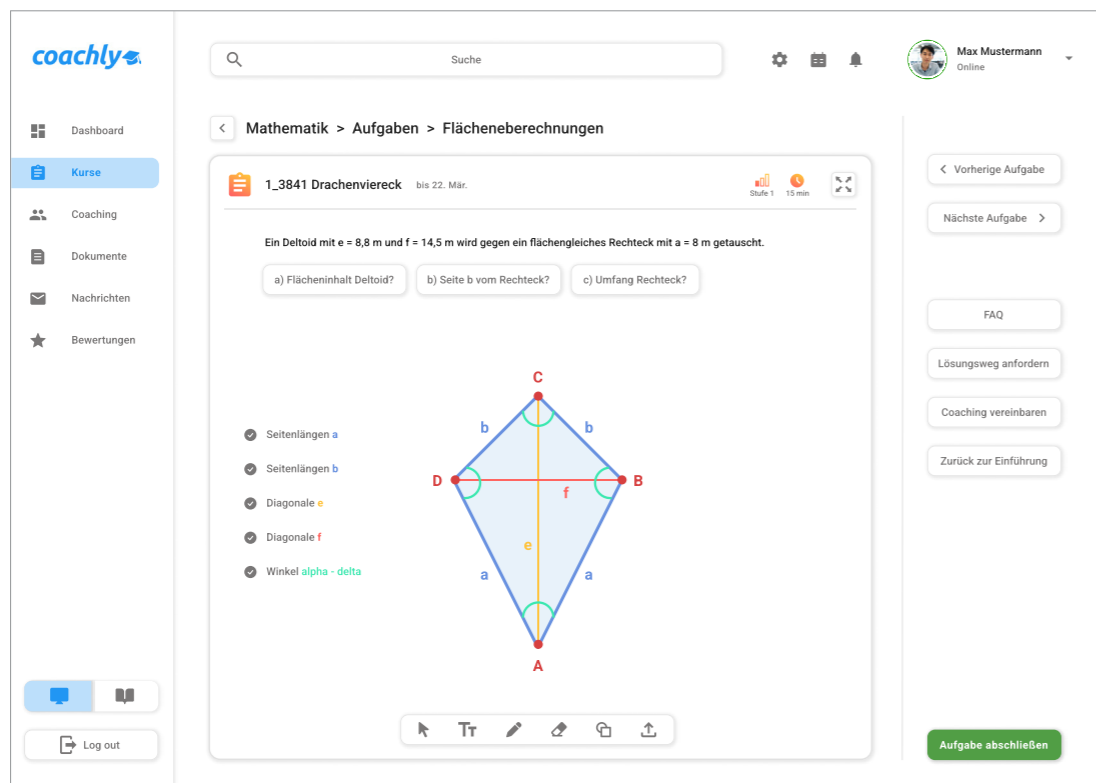 coachly
Suche
Max Mustermann
Online
Dashboard
Kurse
Coaching
Dokumente
Nachrichten
Bewertungen
Log out
Mathematik > Aufgaben > Flächeneberechnungen
1_3841 Drachenviereck bis 22. Mär.
Stufe 1 15 min
Ein Deltoid mit e = 8,8 m und f = 14,5 m wird gegen ein flächengleiches Rechteck mit a = 8 m getauscht.
a) Flächeninhalt Deltoid? b) Seite b vom Rechteck? c) Umfang Rechteck?
Seitenlängen a
Seitenlängen b
Diagonale e
Diagonale f
Winkel alpha - delta
C
b b
D B
f
e
a a
A
Tt
Vorherige Aufgabe
Nächste Aufgabe
FAQ
Lösungsweg anfordern
Coaching vereinbaren
Zurück zur Einführung
Aufgabe abschließen